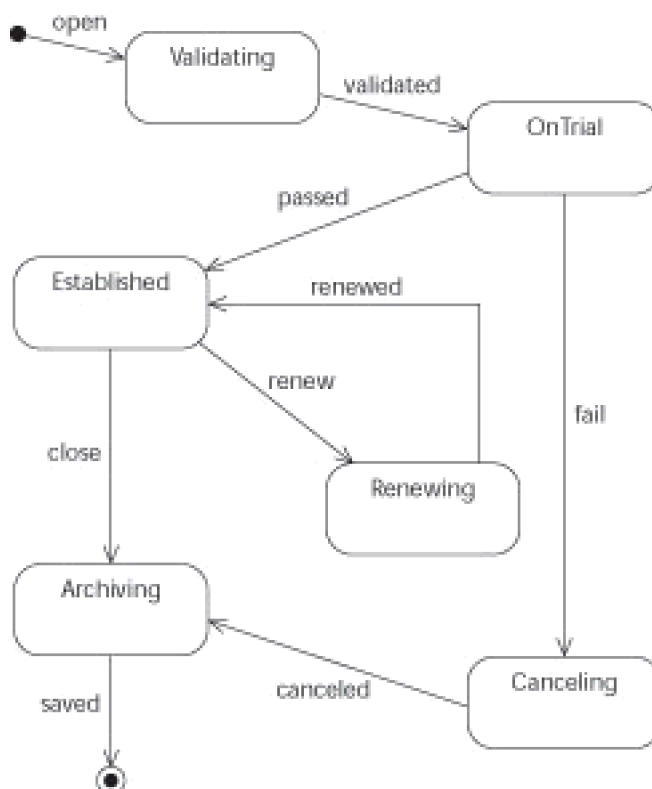 open
Validating
validated
OnTrial
passed
Established
renewed
renew
fail
close
Renewing
Archiving
canceled
Canceling
saved